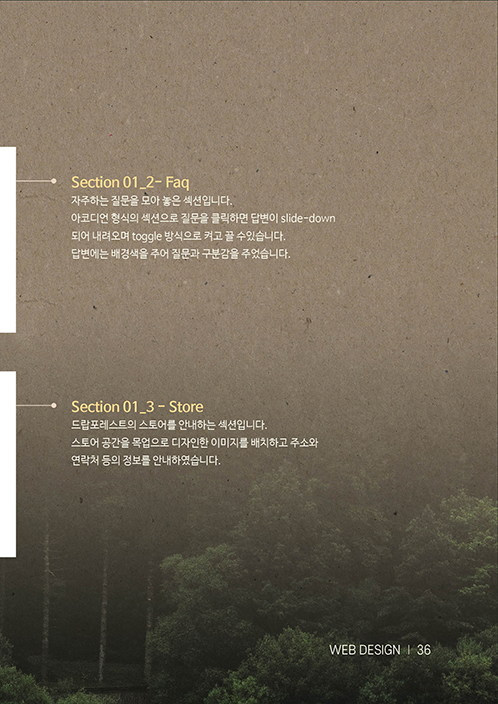 Section 01_2- Faq
자주하는 질문을 모아 놓은 섹션입니다.
아코디언 형식의 섹션으로 질문을 클릭하면 답변이 slide-down
되어 내려오며 toggle 방식으로 켜고 끌 수있습니다.
답변에는 배경색을 주어 질문과 구분감을 주었습니다.
Section 01_3 - Store
드랍포레스트의 스토어를 안내하는 섹션입니다.
스토어 공간을 목업으로 디자인한 이미지를 배치하고 주소와
연락처 등의 정보를 안내하였습니다.
WEB DESIGN | 36